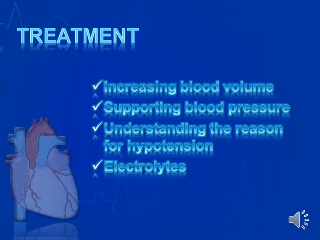 TREATMENT
✓Increasing blood volume
✓Supporting blood pressure
✓Understanding the reason
for hypotension
✓Electrolytes